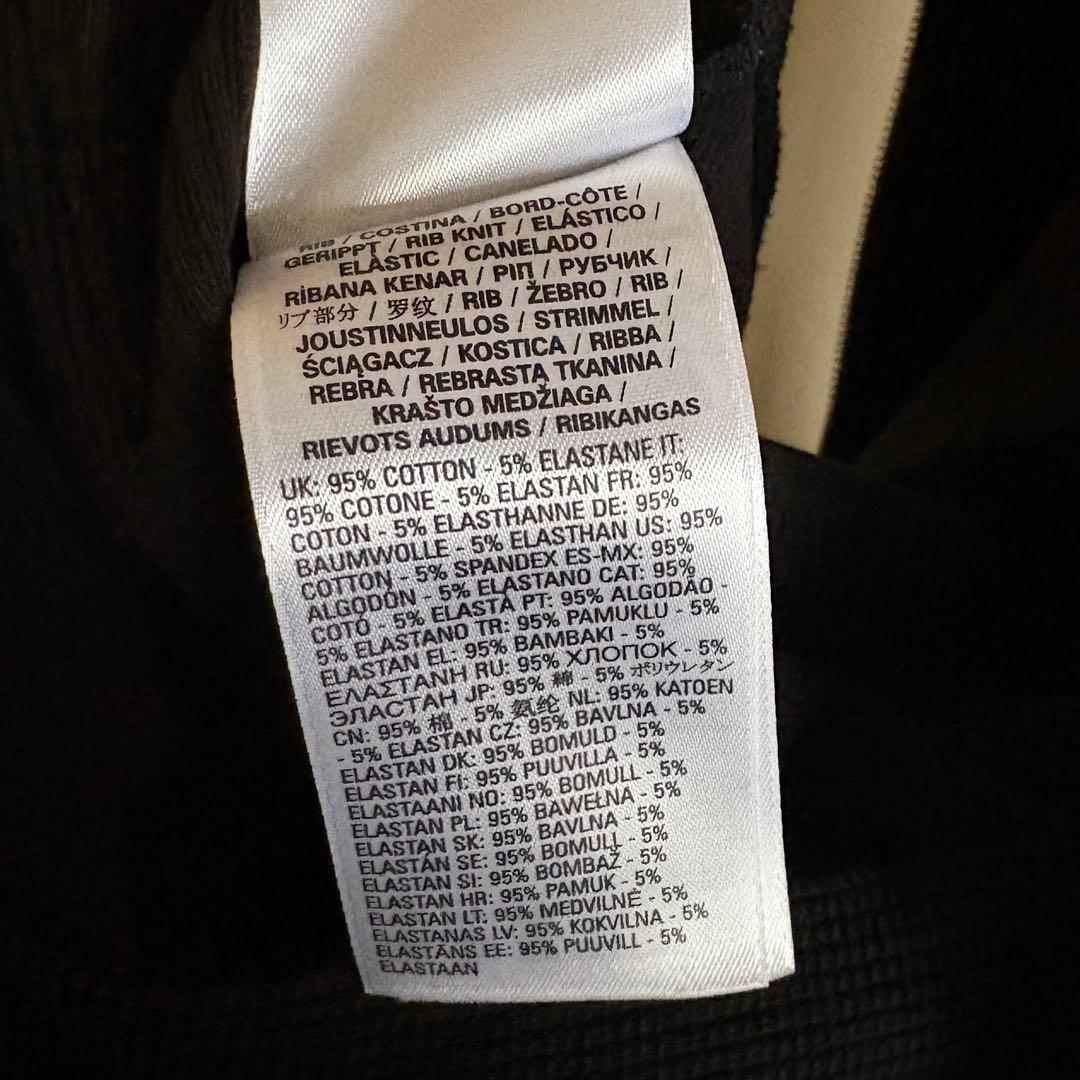 RIB / COSTINA / BORD-CÔTE /
GERIPPT / RIB KNIT / ELÁSTICO /
ELÀSTIC / CANELADO /
RİBANA KENAR / ΡΙΠ / РУБЧИК /
リブ部分 / 罗纹 / RIB / ŽEBRO / RIB /
JOUSTINNEULOS / STRIMMEL /
ŚCIĄGACZ / KOSTICA / RIBBA /
REBRA / REBRASTA TKANINA /
KRAŠTO MEDŽIAGA /
RIEVOTS AUDUMS / RIBIKANGAS
UK: 95% COTTON - 5% ELASTANE IT:
95% COTONE - 5% ELASTAN FR: 95%
COTON - 5% ELASTHANNE DE: 95%
BAUMWOLLE - 5% ELASTHAN US: 95%
COTTON - 5% SPANDEX ES-MX: 95%
ALGODÓN - 5% ELASTANO CAT: 95%
COTÓ - 5% ELASTÀ PT: 95% ALGODÃO -
5% ELASTANO TR: 95% PAMUKLU - 5%
ELASTAN EL: 95% ΒΑΜΒΑΚΙ - 5%
ΕΛΑΣΤΑΝΗ RU: 95% ХЛОПОК - 5%
ЭЛАСТАН JP: 95% 綿 - 5% ポリウレタン
CN: 95% 棉 - 5% 氨纶 NL: 95% KATOEN
- 5% ELASTAN CZ: 95% BAVLNA - 5%
ELASTAN DK: 95% BOMULD - 5%
ELASTAN FI: 95% PUUVILLA - 5%
ELASTAANI NO: 95% BOMULL - 5%
ELASTAN PL: 95% BAWEŁNA - 5%
ELASTAN SK: 95% BAVLNA - 5%
ELASTÁN SE: 95% BOMULL - 5%
ELASTAN SI: 95% BOMBAŽ - 5%
ELASTAN HR: 95% PAMUK - 5%
ELASTAN LT: 95% MEDVILNĖ - 5%
ELASTANAS LV: 95% KOKVILNA - 5%
ELASTĀNS EE: 95% PUUVILL - 5%
ELASTAAN